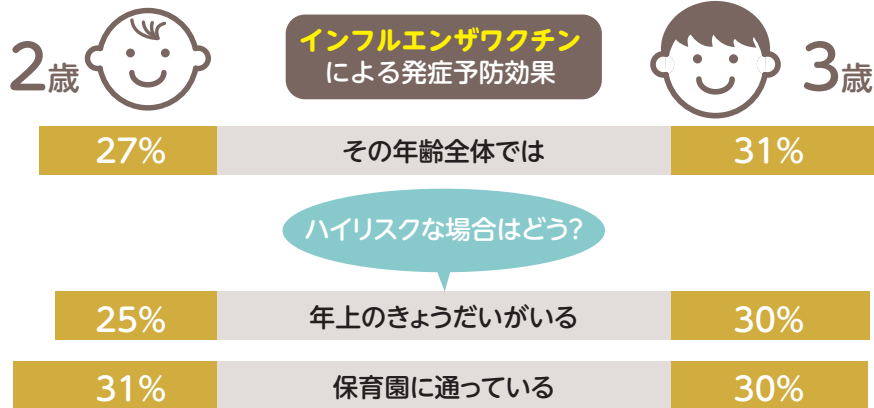 2歳
インフルエンザワクチン
による発症予防効果
3歳
27% その年齢全体では 31%
ハイリスクな場合はどう?
25% 年上のきょうだいがいる 30%
31% 保育園に通っている 30%